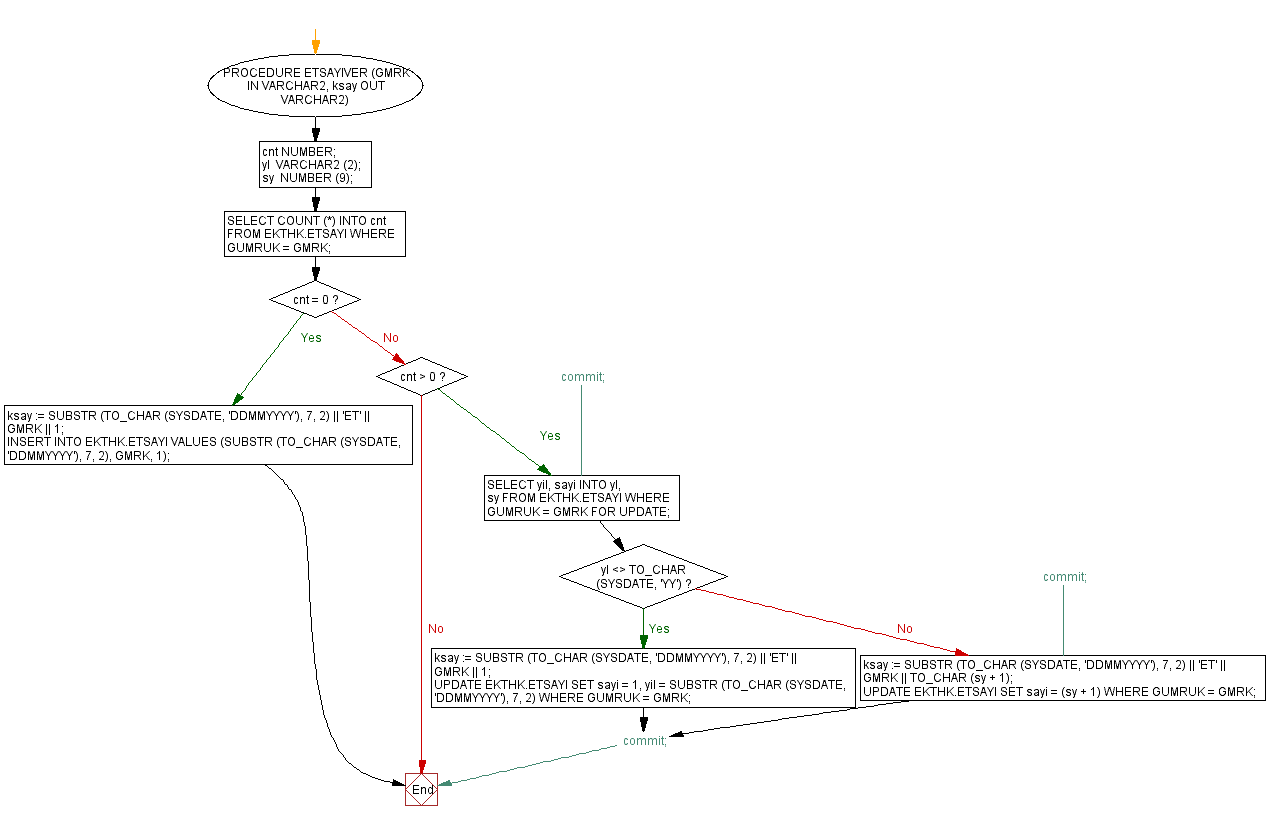 PROCEDURE ETSAYIVER (GMRK
IN VARCHAR2, ksay OUT
VARCHAR2)
cnt NUMBER;
yl VARCHAR2 (2);
sy NUMBER (9);
SELECT COUNT (*) INTO cnt
FROM EKTHK.ETSAYI WHERE
GUMRUK = GMRK;
cnt = 0 ?
Yes
No
cnt > 0 ?
commit;
ksay := SUBSTR (TO_CHAR (SYSDATE, 'DDMMYYYY'), 7, 2) || 'ET' ||
GMRK || 1;
INSERT INTO EKTHK.ETSAYI VALUES (SUBSTR (TO_CHAR (SYSDATE,
'DDMMYYYY'), 7, 2), GMRK, 1);
Yes
SELECT yil, sayi INTO yl,
sy FROM EKTHK.ETSAYI WHERE
GUMRUK = GMRK FOR UPDATE;
yl <> TO_CHAR
(SYSDATE, 'YY') ?
commit;
No
Yes
No
ksay := SUBSTR (TO_CHAR (SYSDATE, 'DDMMYYYY'), 7, 2) || 'ET' ||
GMRK || 1;
UPDATE EKTHK.ETSAYI SET sayi = 1, yil = SUBSTR (TO_CHAR (SYSDATE,
'DDMMYYYY'), 7, 2) WHERE GUMRUK = GMRK;
ksay := SUBSTR (TO_CHAR (SYSDATE, 'DDMMYYYY'), 7, 2) || 'ET' ||
GMRK || TO_CHAR (sy + 1);
UPDATE EKTHK.ETSAYI SET sayi = (sy + 1) WHERE GUMRUK = GMRK;
commit;
End